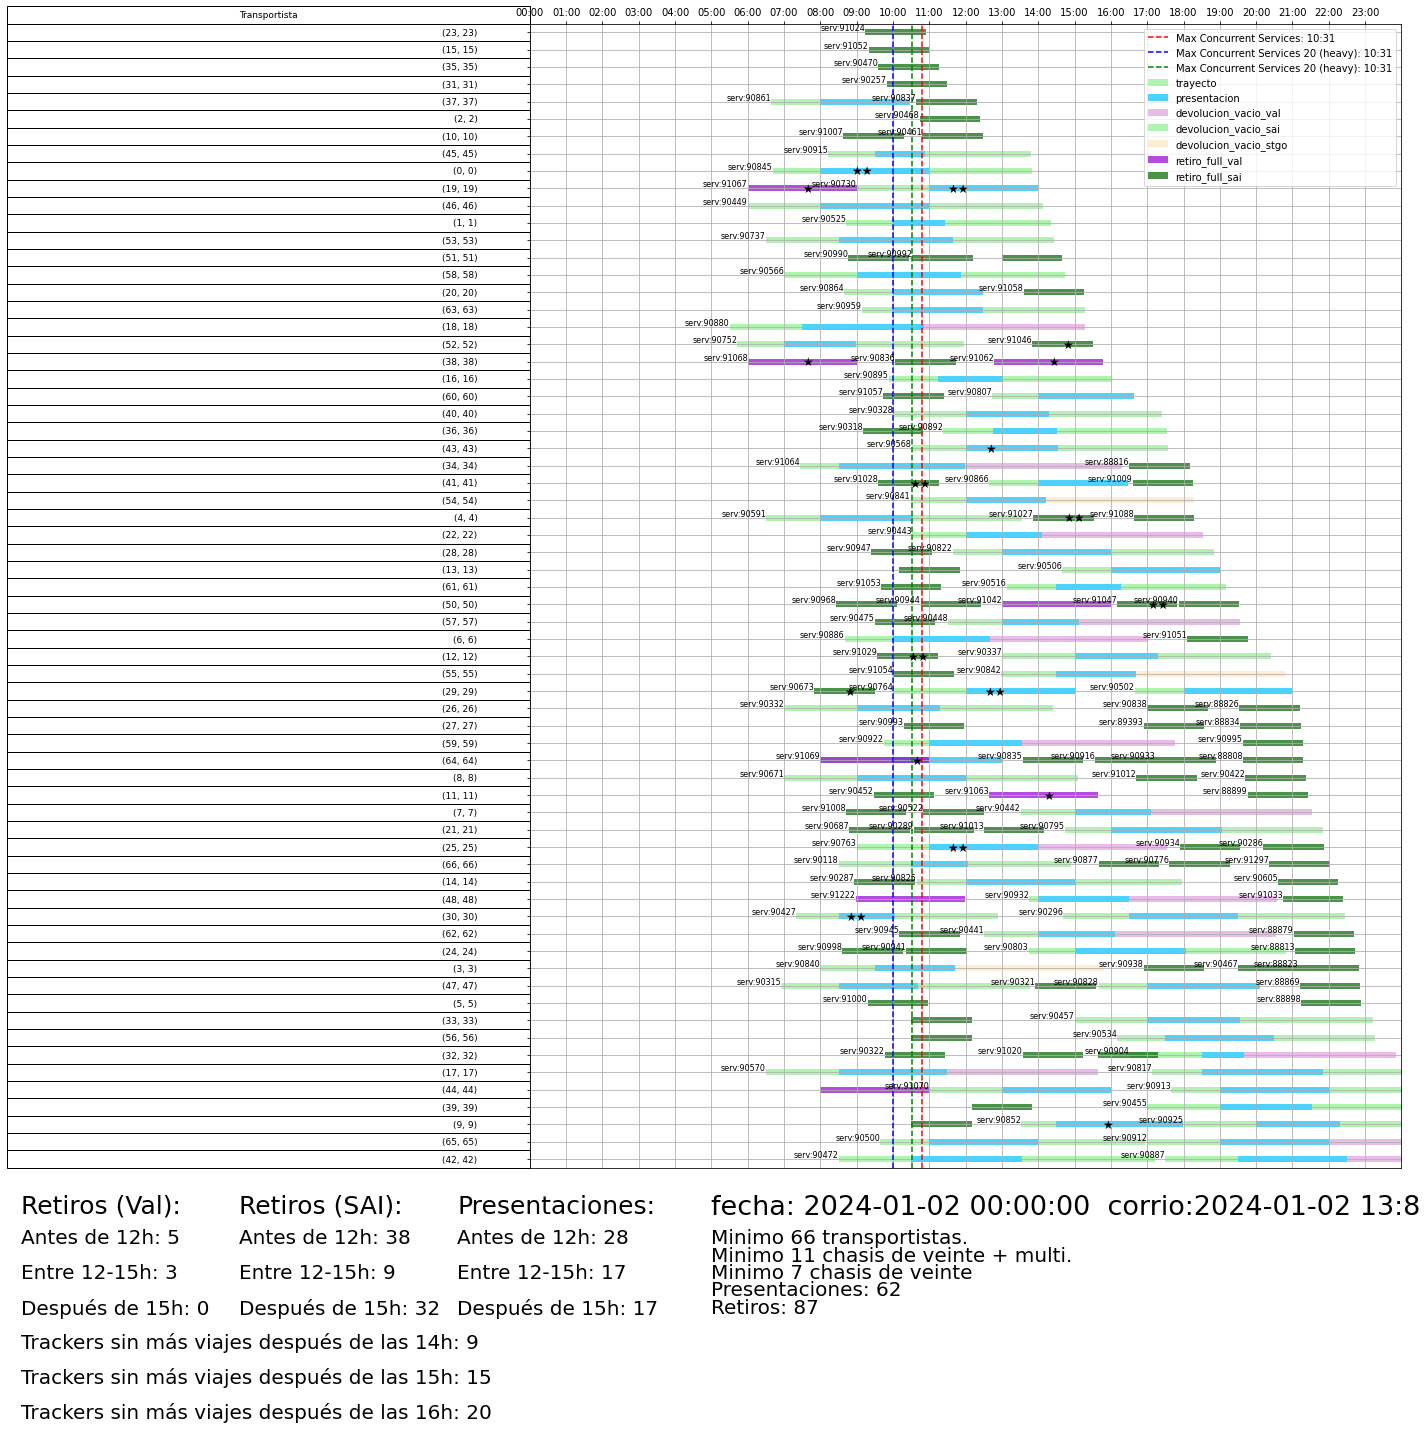 Transportista
00:00 01:00 02:00 03:00 04:00 05:00 06:00 07:00 08:00 09:00 10:00 11:00 12:00 13:00 14:00 15:00 16:00 17:00 18:00 19:00 20:00 21:00 22:00 23:00
Max Concurrent Services: 10:31
Max Concurrent Services 20 (heavy): 10:31
Max Concurrent Services 20 (heavy): 10:31
trayecto
presentacion
devolucion_vacio_val
devolucion_vacio_sai
devolucion_vacio_stgo
retiro_full_val
retiro_full_sai
(23, 23) serv:91024
(15, 15) serv:91052
(35, 35) serv:90470
(31, 31) serv:90257
(37, 37) serv:90861 serv:90837
(2, 2) serv:90468
(10, 10) serv:91007 serv:90461
(45, 45) serv:90915
(0, 0) serv:90845
(19, 19) serv:91067 serv:90730
(46, 46) serv:90449
(1, 1) serv:90525
(53, 53) serv:90737
(51, 51) serv:90990 serv:90992
(58, 58) serv:90566
(20, 20) serv:90864 serv:91058
(63, 63) serv:90959
(18, 18) serv:90880
(52, 52) serv:90752 serv:91046
(38, 38) serv:91068 serv:90836 serv:91062
(16, 16) serv:90895
(60, 60) serv:91057 serv:90807
(40, 40) serv:90328
(36, 36) serv:90318 serv:90892
(43, 43) serv:90568
(34, 34) serv:91064 serv:88816
(41, 41) serv:91028 serv:90866 serv:91009
(54, 54) serv:90841
(4, 4) serv:90591 serv:91027 serv:91088
(22, 22) serv:90443
(28, 28) serv:90947 serv:90822
(13, 13) serv:90506
(61, 61) serv:91053 serv:90516
(50, 50) serv:90968 serv:90944 serv:91042 serv:91047 serv:90940
(57, 57) serv:90475 serv:90448
(6, 6) serv:90886 serv:91051
(12, 12) serv:91029 serv:90337
(55, 55) serv:91054 serv:90842
(29, 29) serv:90673 serv:90764 serv:90502
(26, 26) serv:90332 serv:90838 serv:88826
(27, 27) serv:90993 serv:89393 serv:88834
(59, 59) serv:90922 serv:90995
(64, 64) serv:91069 serv:90835 serv:90916 serv:90933 serv:88808
(8, 8) serv:90671 serv:91012 serv:90422
(11, 11) serv:90452 serv:91063 serv:88899
(7, 7) serv:91008 serv:90522 serv:90442
(21, 21) serv:90687 serv:90289 serv:91013 serv:90795
(25, 25) serv:90763 serv:90934 serv:90286
(66, 66) serv:90118 serv:90877 serv:90776 serv:91297
(14, 14) serv:90287 serv:90825 serv:90605
(48, 48) serv:91222 serv:90932 serv:91033
(30, 30) serv:90427 serv:90296
(62, 62) serv:90945 serv:90441 serv:88879
(24, 24) serv:90998 serv:90941 serv:90803 serv:88813
(3, 3) serv:90840 serv:90938 serv:90467 serv:88823
(47, 47) serv:90315 serv:90321 serv:90828 serv:88869
(5, 5) serv:91000 serv:88898
(33, 33) serv:90457
(56, 56) serv:90534
(32, 32) serv:90322 serv:91020 serv:90904
(17, 17) serv:90570 serv:90817
(44, 44) serv:91070 serv:90913
(39, 39) serv:90455
(9, 9) serv:90852 serv:90925
(65, 65) serv:90500 serv:90912
(42, 42) serv:90472 serv:90887
Retiros (Val):
Antes de 12h: 5
Entre 12-15h: 3
Después de 15h: 0
Retiros (SAI):
Antes de 12h: 38
Entre 12-15h: 9
Después de 15h: 32
Presentaciones:
Antes de 12h: 28
Entre 12-15h: 17
Después de 15h: 17
Trackers sin más viajes después de las 14h: 9
Trackers sin más viajes después de las 15h: 15
Trackers sin más viajes después de las 16h: 20
fecha: 2024-01-02 00:00:00 corrio:2024-01-02 13:8
Minimo 66 transportistas.
Minimo 11 chasis de veinte + multi.
Minimo 7 chasis de veinte
Presentaciones: 62
Retiros: 87